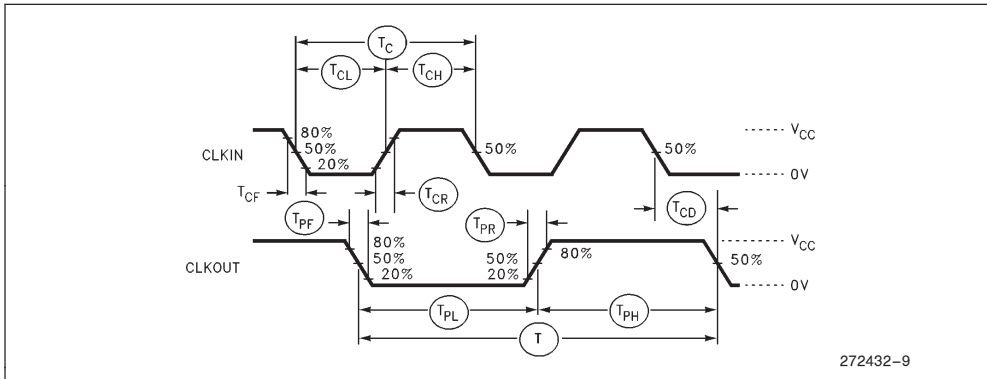 T_C
T_CL T_CH
80%
50%
20%
50%
50%
V_CC
0V
CLKIN
T_CF
T_CR
T_CD
T_PF
T_PR
80%
50%
20%
50%
20%
80%
50%
V_CC
0V
CLKOUT
T_PL T_PH
T
272432-9